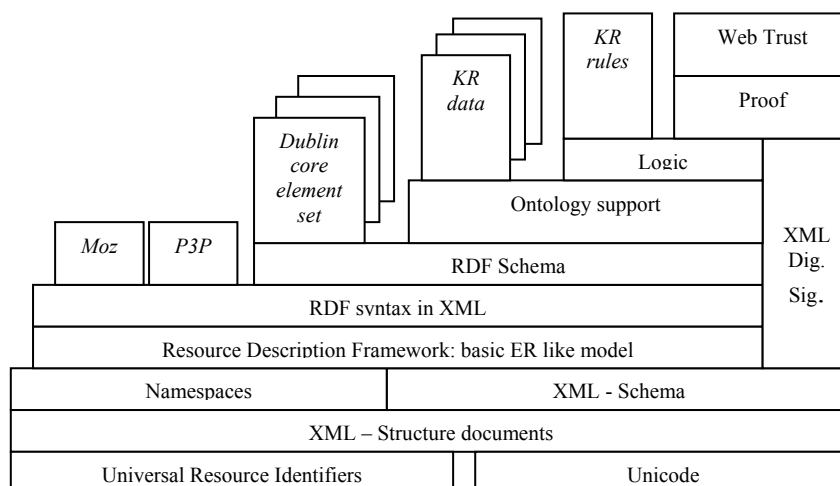 KR
rules
Web Trust
KR
data
Proof
Dublin
core
element
set
Logic
Ontology support
Moz
P3P
XML
Dig.
Sig.
RDF Schema
RDF syntax in XML
Resource Description Framework: basic ER like model
Namespaces
XML - Schema
XML – Structure documents
Universal Resource Identifiers
Unicode